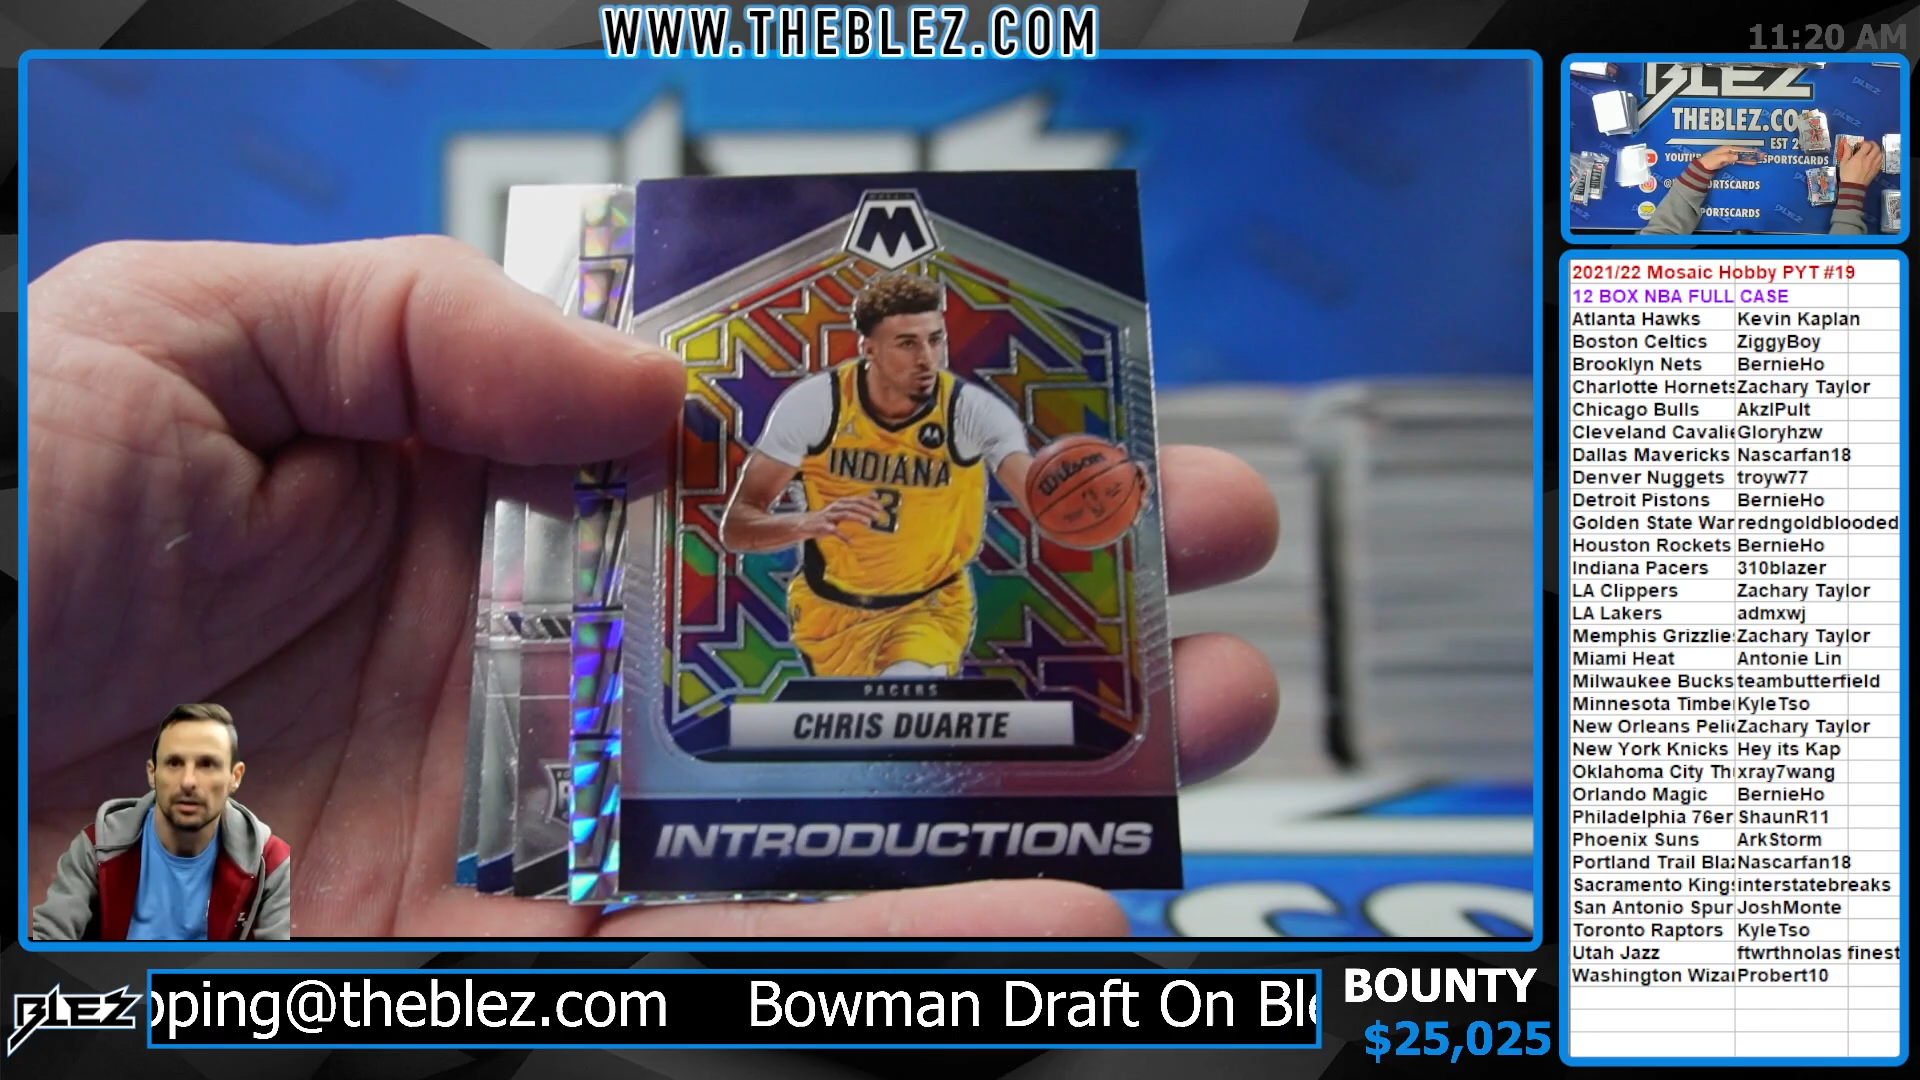 WWW.THEBLEZ.COM
11:20 AM
BLEZ
THEBLEZ.CO
SPORTSCARDS
M
INDIANA
3
Wilson
PACERS
CHRIS DUARTE
INTRODUCTIONS
2021/22 Mosaic Hobby PYT #19
12 BOX NBA FULL CASE
Atlanta Hawks Kevin Kaplan
Boston Celtics ZiggyBoy
Brooklyn Nets BernieHo
Charlotte Hornets Zachary Taylor
Chicago Bulls AkzlPult
Cleveland Cavalie Gloryhzw
Dallas Mavericks Nascarfan18
Denver Nuggets troyw77
Detroit Pistons BernieHo
Golden State War redngoldblooded
Houston Rockets BernieHo
Indiana Pacers 310blazer
LA Clippers Zachary Taylor
LA Lakers admxwj
Memphis Grizzlie Zachary Taylor
Miami Heat Antonie Lin
Milwaukee Bucks teambutterfield
Minnesota Timbe KyleTso
New Orleans Peli Zachary Taylor
New York Knicks Hey its Kap
Oklahoma City Th xray7wang
Orlando Magic BernieHo
Philadelphia 76er ShaunR11
Phoenix Suns ArkStorm
Portland Trail Blaz Nascarfan18
Sacramento Kings interstatebreaks
San Antonio Spur JoshMonte
Toronto Raptors KyleTso
Utah Jazz ftwrthnolas finest
Washington Wizar Probert10
BLEZ
pping@theblez.com Bowman Draft On Ble
BOUNTY
$25,025